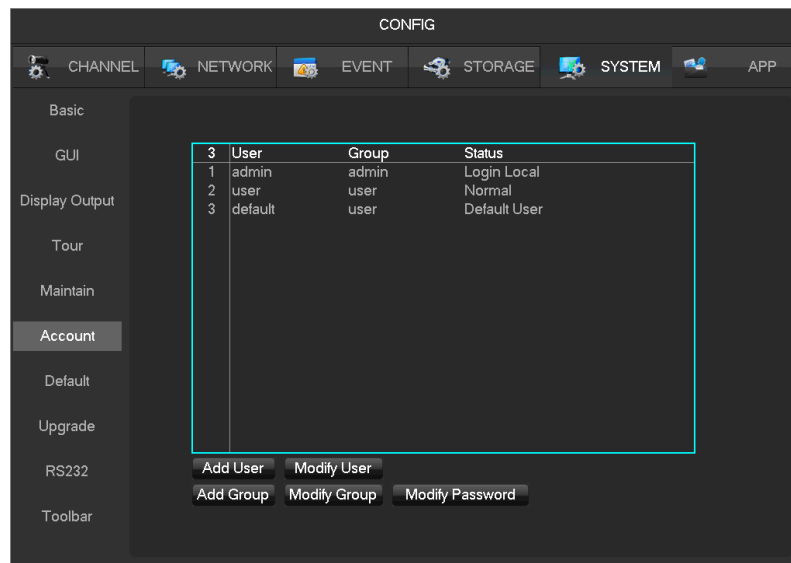 CONFIG
CHANNEL NETWORK EVENT STORAGE SYSTEM APP
Basic
GUI
Display Output
Tour
Maintain
Account
Default
Upgrade
RS232
Toolbar
3 User Group Status
1 admin admin Login Local
2 user user Normal
3 default user Default User
Add User Modify User
Add Group Modify Group Modify Password